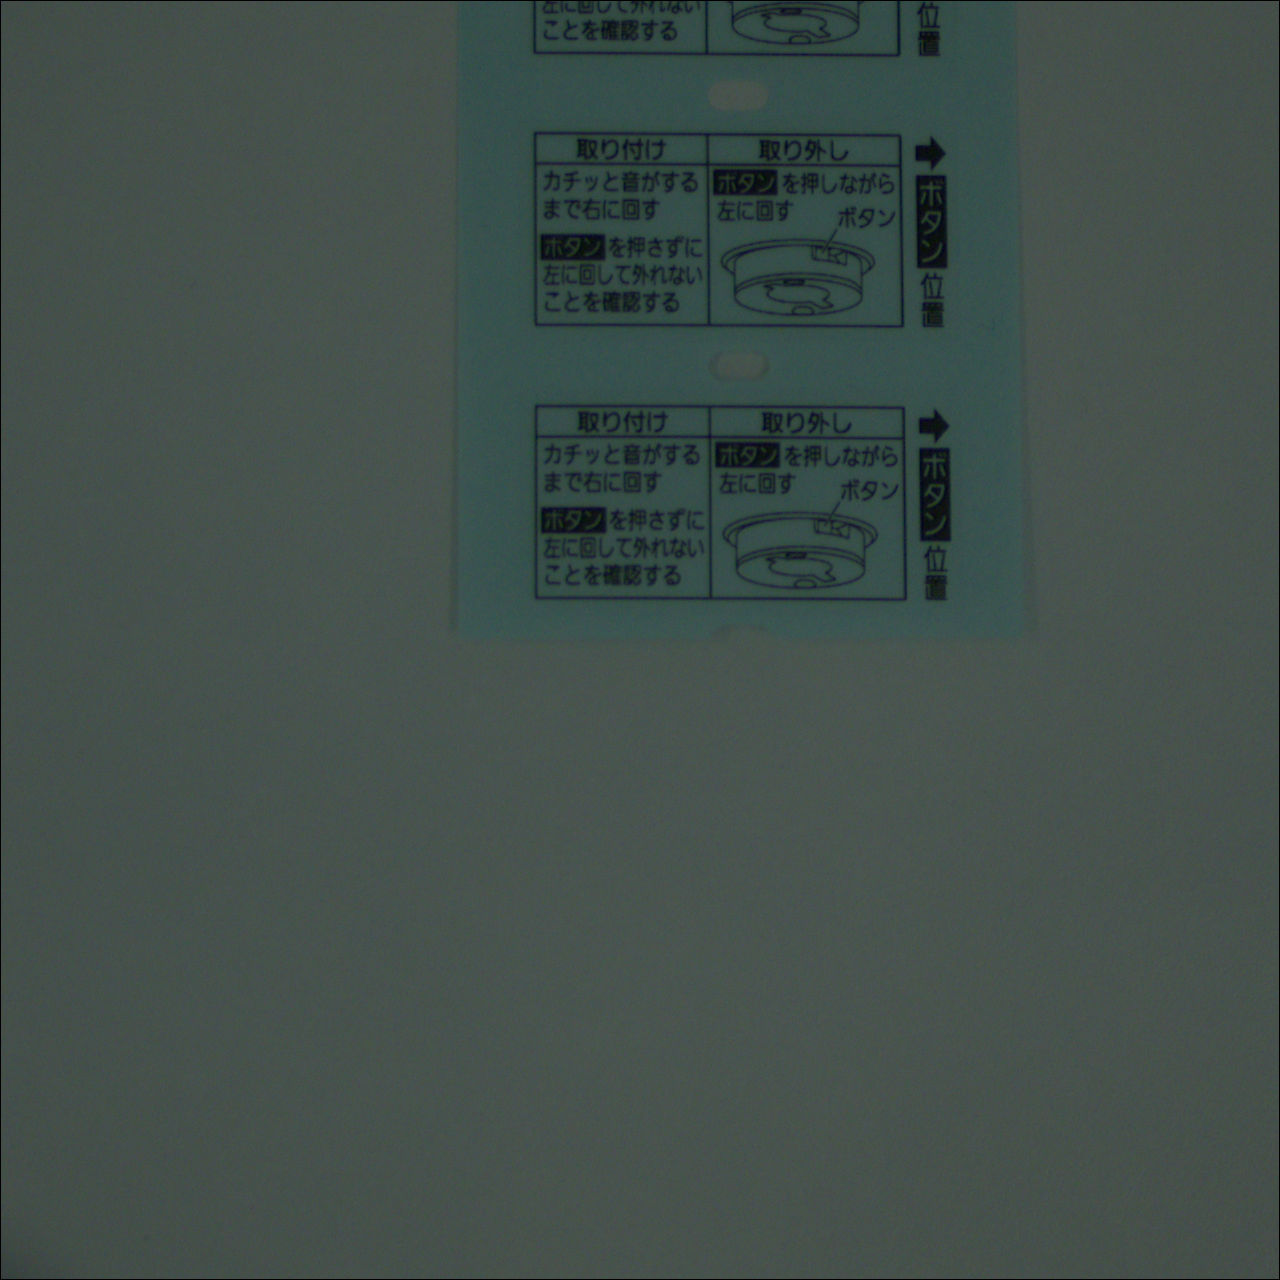 左に回して外れない
ことを確認する
位置
取り付け
取り外し
カチッと音がする
まで右に回す
ボタンを押さずに
左に回して外れない
ことを確認する
ボタンを押しながら
左に回す
ボタン
➡ボタン位置
取り付け
取り外し
カチッと音がする
まで右に回す
ボタンを押さずに
左に回して外れない
ことを確認する
ボタンを押しながら
左に回す
ボタン
➡ボタン位置